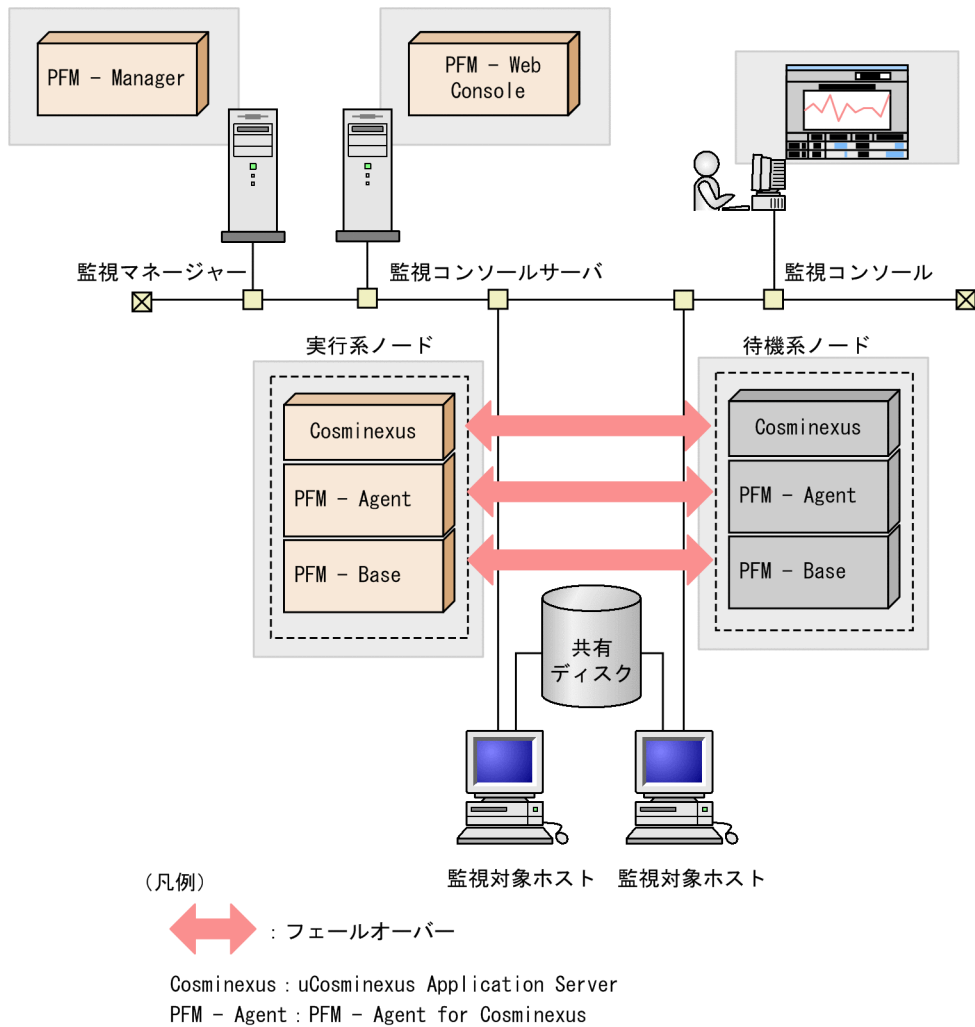 PFM － Manager
PFM － Web
Console
監視マネージャー
監視コンソールサーバ
監視コンソール
実行系ノード
待機系ノード
Cosminexus
PFM － Agent
PFM － Base
Cosminexus
PFM － Agent
PFM － Base
共有
ディスク
監視対象ホスト
監視対象ホスト
（凡例）
：フェールオーバー
Cosminexus：uCosminexus Application Server
PFM － Agent：PFM － Agent for Cosminexus